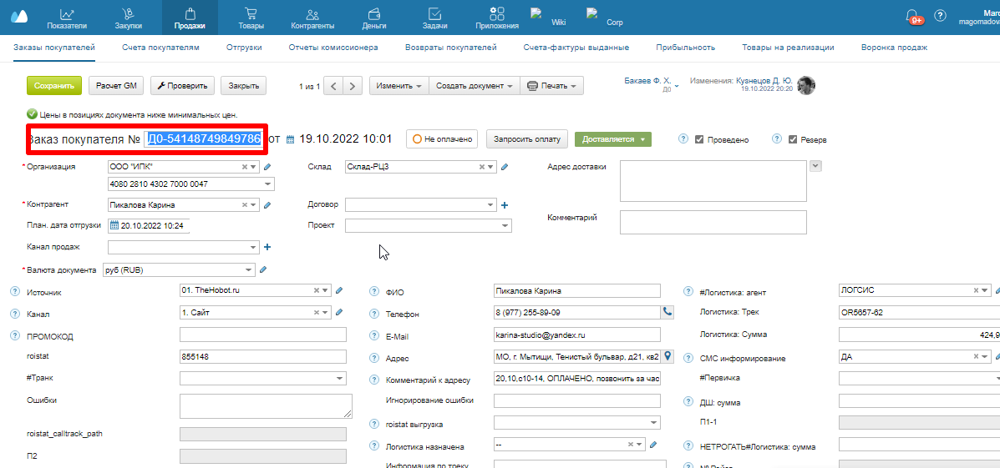 Показатели Закупки Продажи Товары Контрагенты Деньги Задачи Приложения Wiki Corp 9+ ? Маго
magomadova
Заказы покупателей Счета покупателям Отгрузки Отчеты комиссионера Возвраты покупателей Счета-фактуры выданные Прибыльность Товары на реализации Воронка продаж
Сохранить Расчет GM Проверить Закрыть 1 из 1 Изменить Создать документ Печать Бакаев Ф. Х. Изменения: Кузнецов Д. Ю.
Д0 19.10.2022 20:20
Цены в позициях документа ниже минимальных цен.
Заказ покупателя № Д0-54148749849786 от 19.10.2022 10:01 Не оплачено Запросить оплату Доставляется ? Проведено ? Резерв
* Организация ООО "ИПК" Склад Склад-РЦ3 Адрес доставки
4080 2810 4302 7000 0047
* Контрагент Пикалова Карина Договор
Комментарий
План. дата отгрузки 20.10.2022 10:24 Проект
Канал продаж
* Валюта документа руб (RUB)
? Источник 01. TheHobot.ru ? ФИО Пикалова Карина ? #Логистика: агент ЛОГСИС
? Канал 1. Сайт ? Телефон 8 (977) 255-89-09 Логистика: Трек OR5657-62
? ПРОМОКОД ? E-Mail karina-studio@yandex.ru Логистика: Сумма 424,9
roistat 855148 ? Адрес МО, г. Мытищи, Тенистый бульвар, д21, кв2 ? СМС информирование ДА
#Транк ? Комментарий к адресу 20,10,с10-14, ОПЛАЧЕНО, позвонить за час #Первичка
Ошибки Игнорирование ошибки ? ДШ: сумма
? roistat выгрузка П1-1
roistat_calltrack_path
? Логистика назначена -- ? НЕТРОГАТЬ#Логистика: сумма
П2
Информация по треку ?